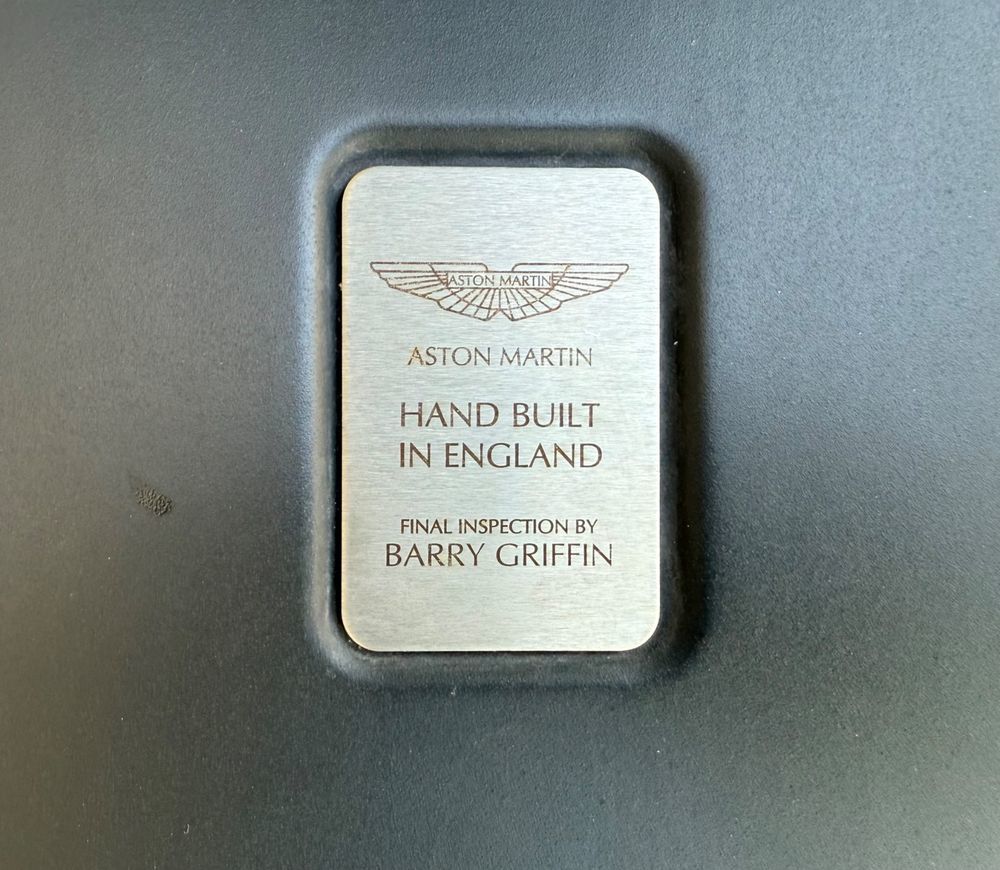 ASTON MARTIN
ASTON MARTIN
HAND BUILT
IN ENGLAND
FINAL INSPECTION BY
BARRY GRIFFIN